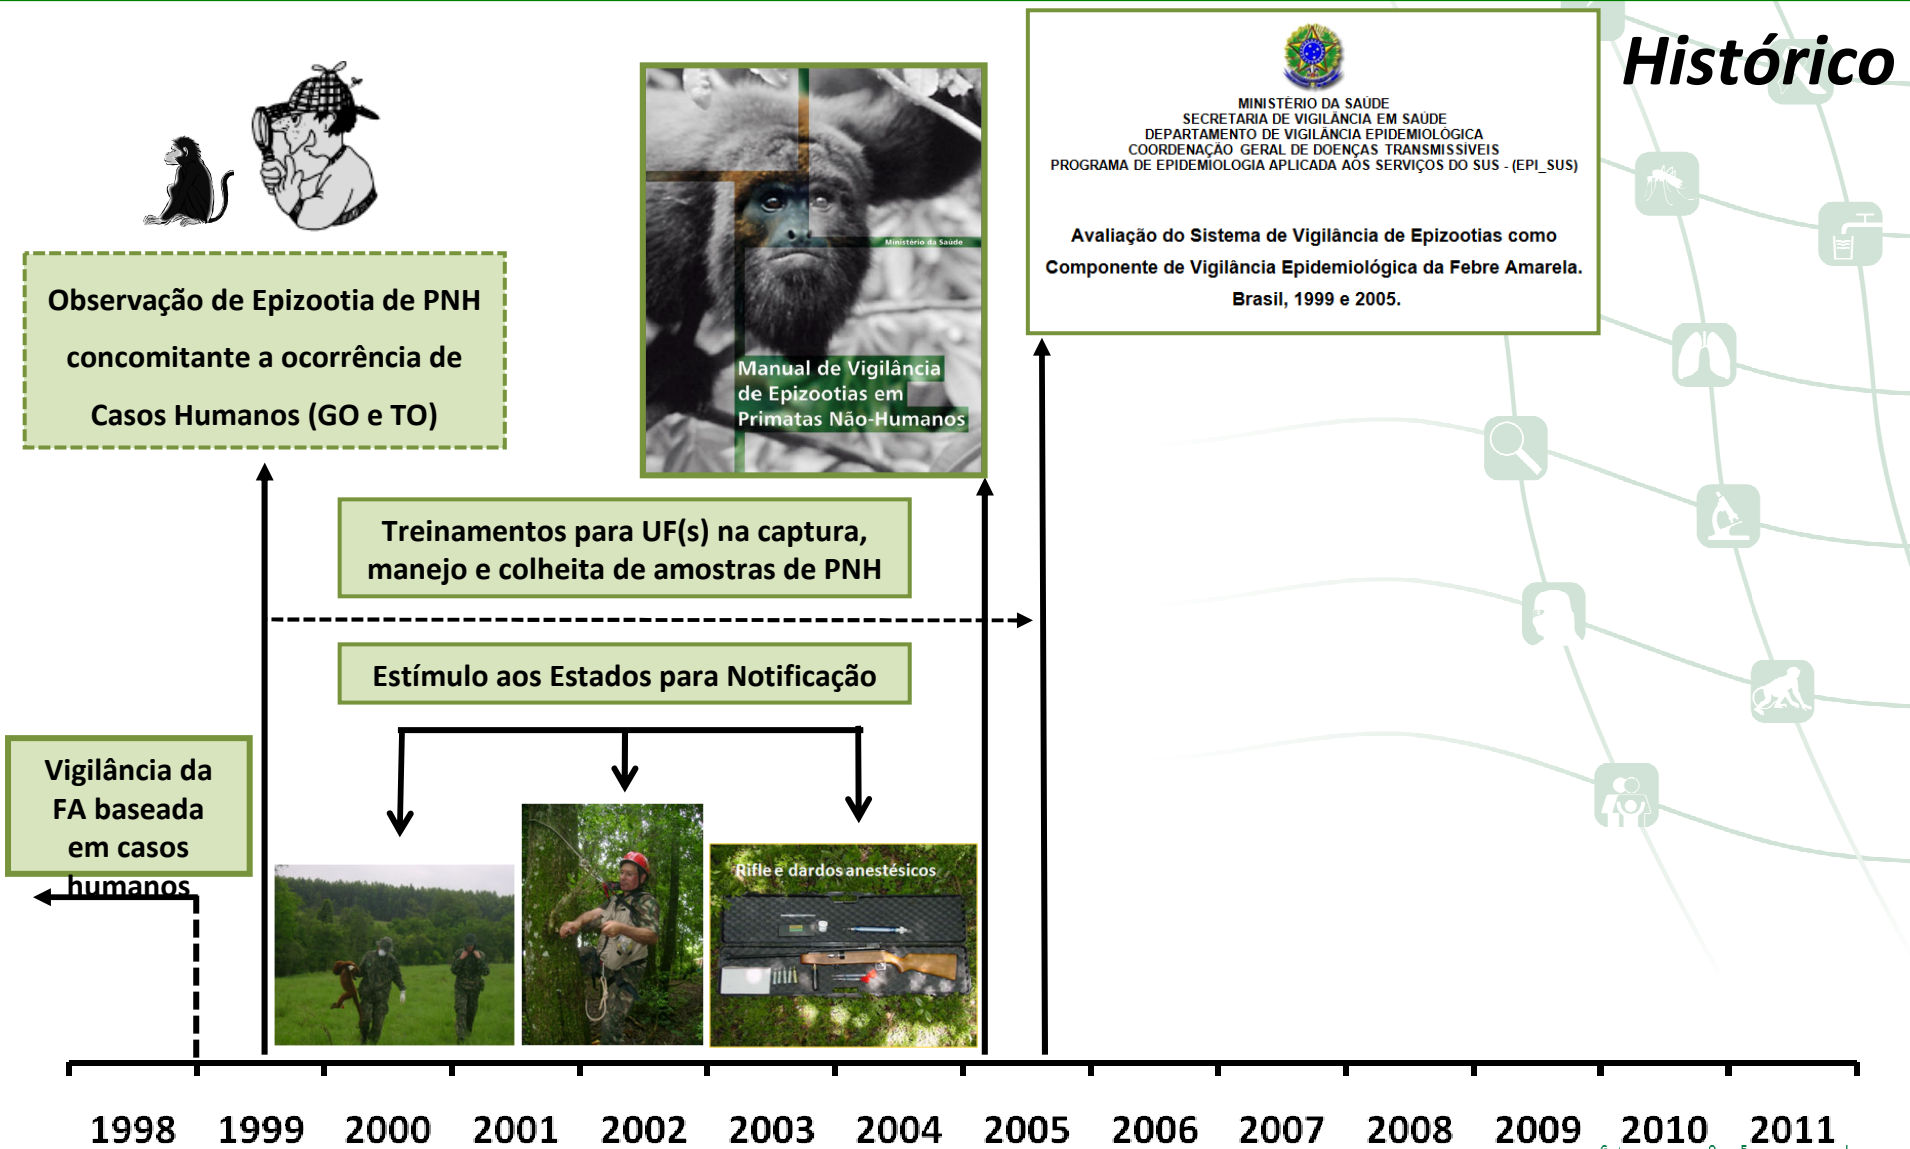 Histórico
MINISTÉRIO DA SAÚDE
SECRETARIA DE VIGILÂNCIA EM SAÚDE
DEPARTAMENTO DE VIGILÂNCIA EPIDEMIOLÓGICA
COORDENAÇÃO GERAL DE DOENÇAS TRANSMISSÍVEIS
PROGRAMA DE EPIDEMIOLOGIA APLICADA AOS SERVIÇOS DO SUS - (EPI_SUS)
Avaliação do Sistema de Vigilância de Epizootias como
Componente de Vigilância Epidemiológica da Febre Amarela.
Brasil, 1999 e 2005.
Ministério da Saúde
Manual de Vigilância
de Epizootias em
Primatas Não-Humanos
Observação de Epizootia de PNH
concomitante a ocorrência de
Casos Humanos (GO e TO)
Treinamentos para UF(s) na captura,
manejo e colheita de amostras de PNH
Estímulo aos Estados para Notificação
Vigilância da
FA baseada
em casos
humanos
Rifle e dardos anestésicos
1998 1999 2000 2001 2002 2003 2004 2005 2006 2007 2008 2009 2010 2011